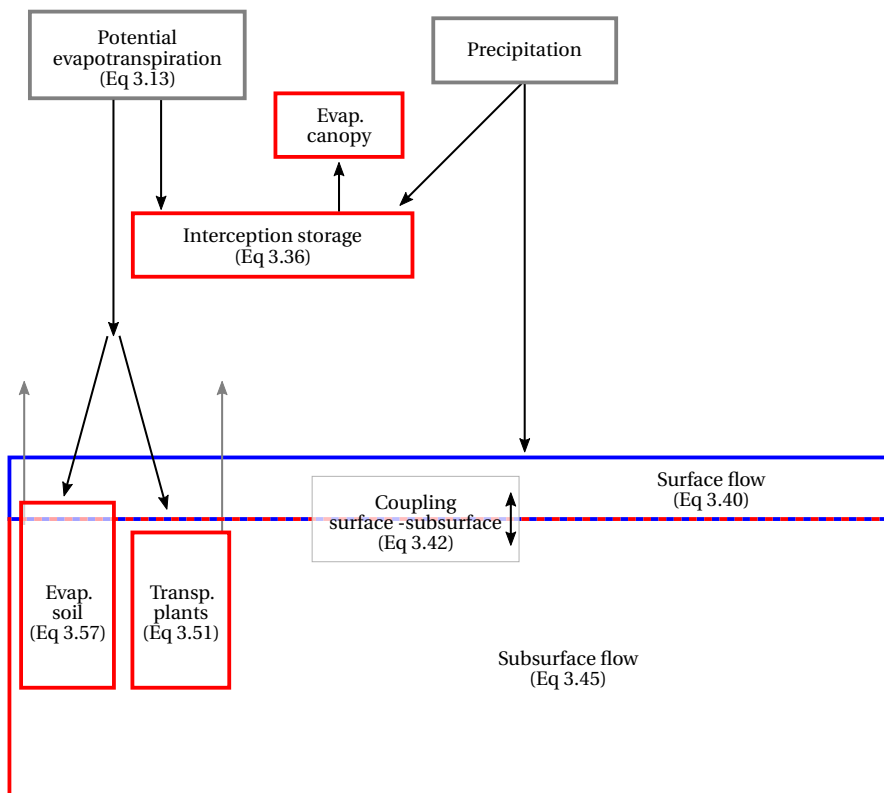 Potential
evapotranspiration
(Eq 3.13)
Precipitation
Evap.
canopy
Interception storage
(Eq 3.36)
Surface flow
(Eq 3.40)
Coupling
surface -subsurface
(Eq 3.42)
Evap.
soil
(Eq 3.57)
Transp.
plants
(Eq 3.51)
Subsurface flow
(Eq 3.45)